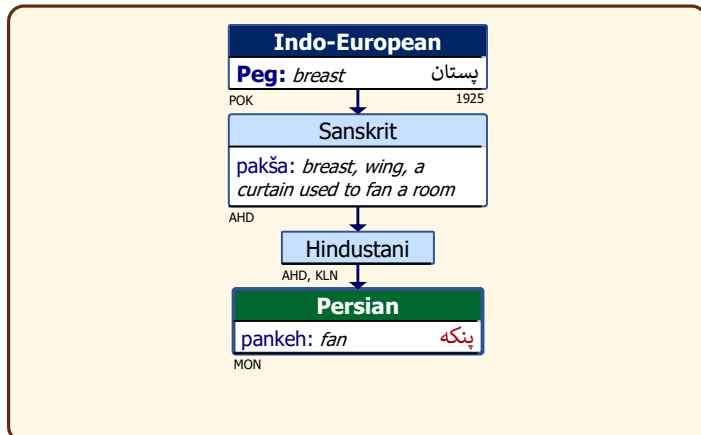 Indo-European
Peg: breast پستان
POK 1925
Sanskrit
pakša: breast, wing, a
curtain used to fan a room
AHD
Hindustani
AHD, KLN
Persian
pankeh: fan پنکه
MON